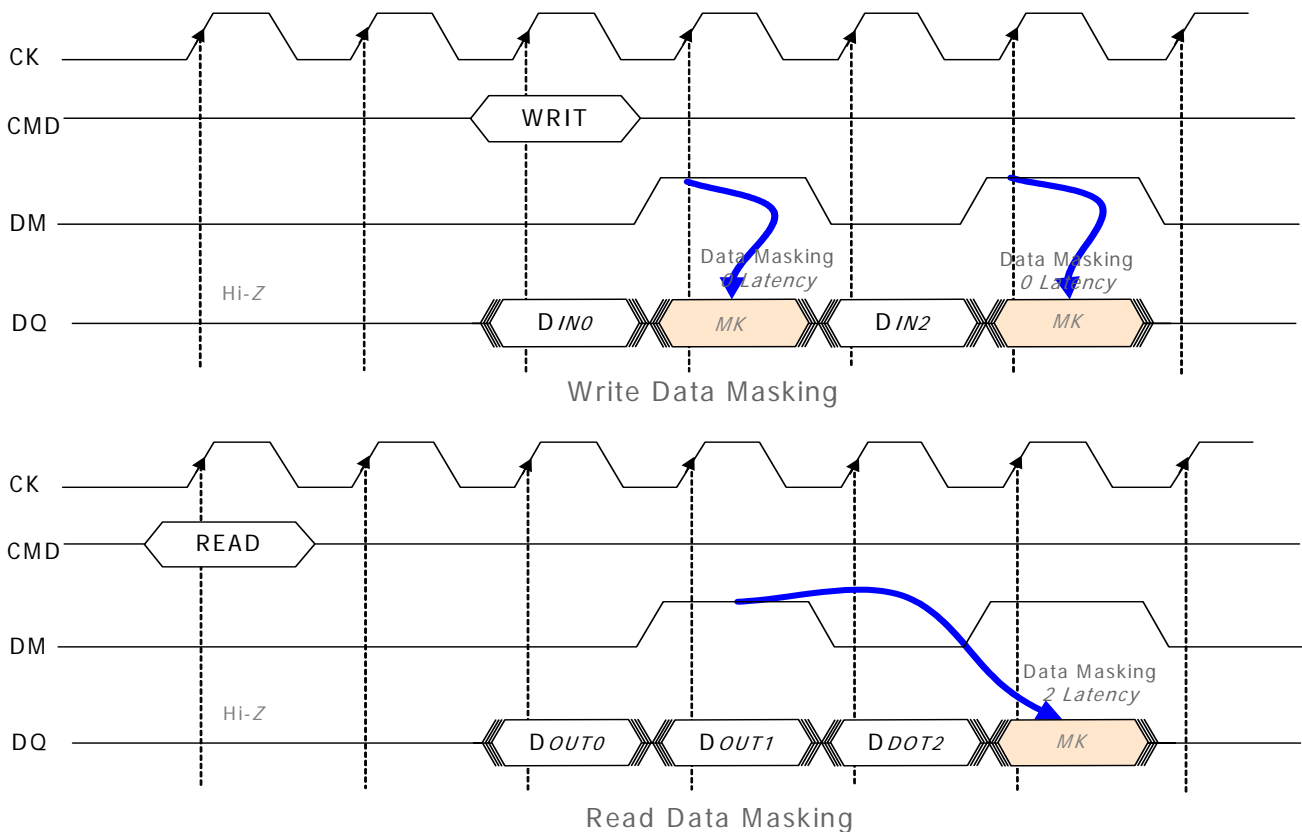 CK
CMD
WRIT
DM
Data Masking
0 Latency
Data Masking
0 Latency
Hi-Z
DQ
DIN0
MK
DIN2
MK
Write Data Masking
CK
CMD
READ
DM
Data Masking
2 Latency
Hi-Z
DQ
DOUT0
DOUT1
DDOT2
MK
Read Data Masking